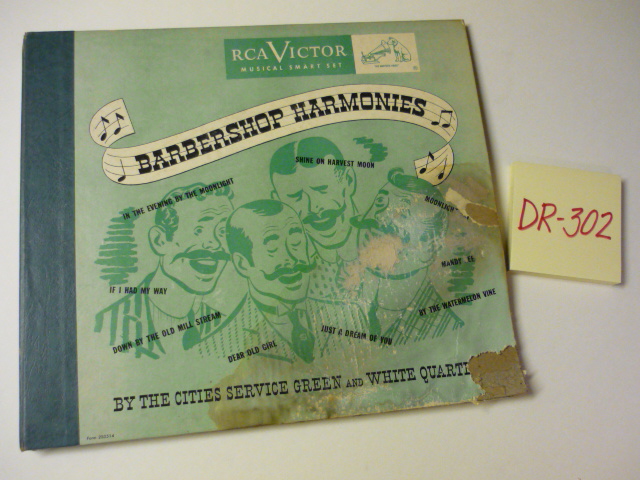 RCA VICTOR
MUSICAL SMART SET
BARBERSHOP HARMONIES
SHINE ON HARVEST MOON
IN THE EVENING BY THE MOONLIGHT
IF I HAD MY WAY
MANDY LEE
BY THE WATERMELON VINE
DOWN BY THE OLD MILL STREAM
JUST A DREAM OF YOU
DEAR OLD GIRL
BY THE CITIES SERVICE GREEN AND WHITE
DR-302